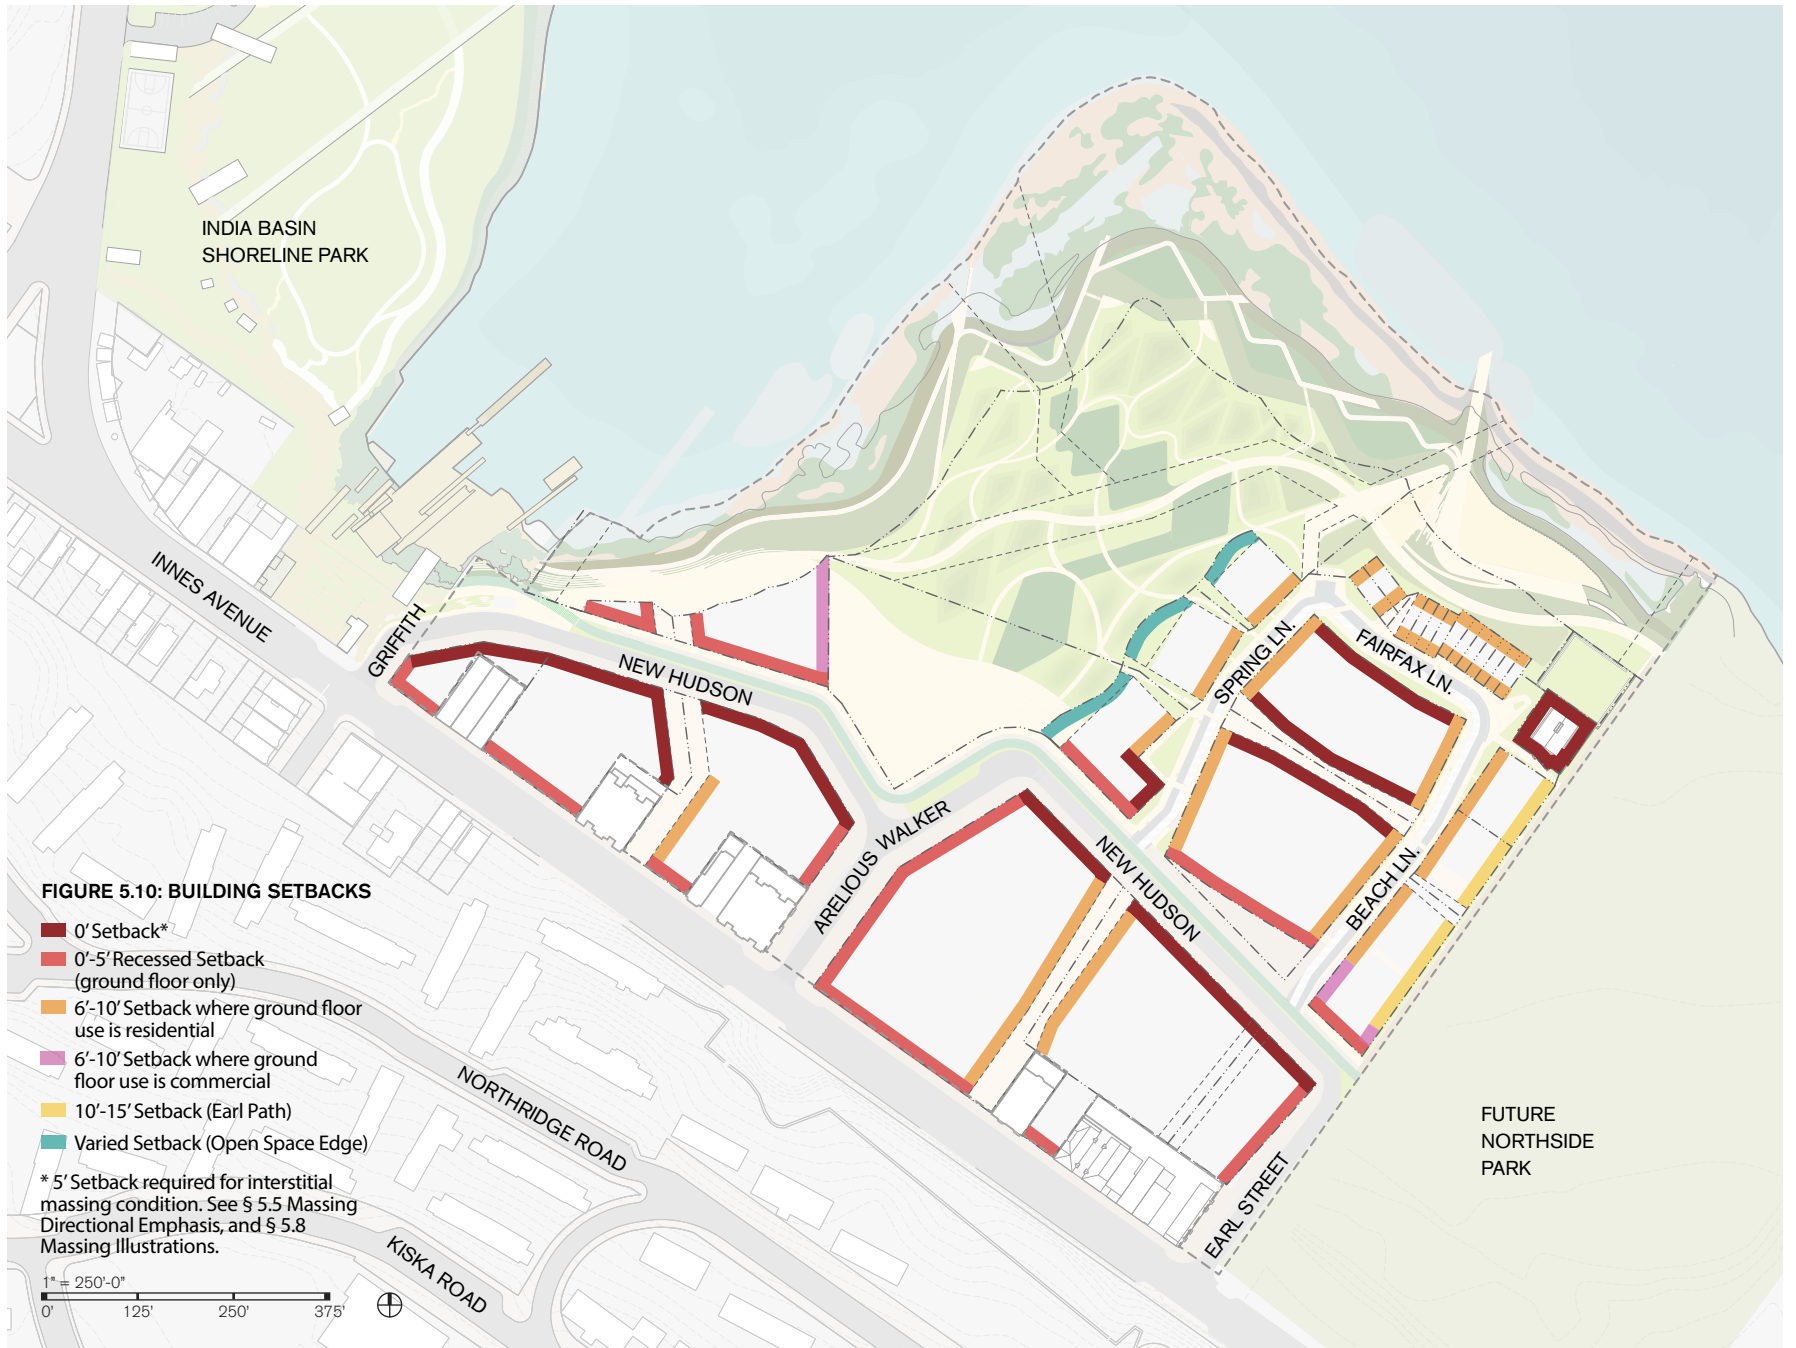 INDIA BASIN
SHORELINE PARK
INNES AVENUE
GRIFFITH
NEW HUDSON
SPRING LN.
FAIRFAX LN.
ARELIOUS WALKER
NEW HUDSON
BEACH LN.
EARL STREET
NORTHRIDGE ROAD
KISKA ROAD
FUTURE
NORTHSIDE
PARK
FIGURE 5.10: BUILDING SETBACKS
0' Setback*
0'-5' Recessed Setback
(ground floor only)
6'-10' Setback where ground floor
use is residential
6'-10' Setback where ground
floor use is commercial
10'-15' Setback (Earl Path)
Varied Setback (Open Space Edge)
* 5' Setback required for interstitial
massing condition. See § 5.5 Massing
Directional Emphasis, and § 5.8
Massing Illustrations.
1" = 250'-0"
0' 125' 250' 375'